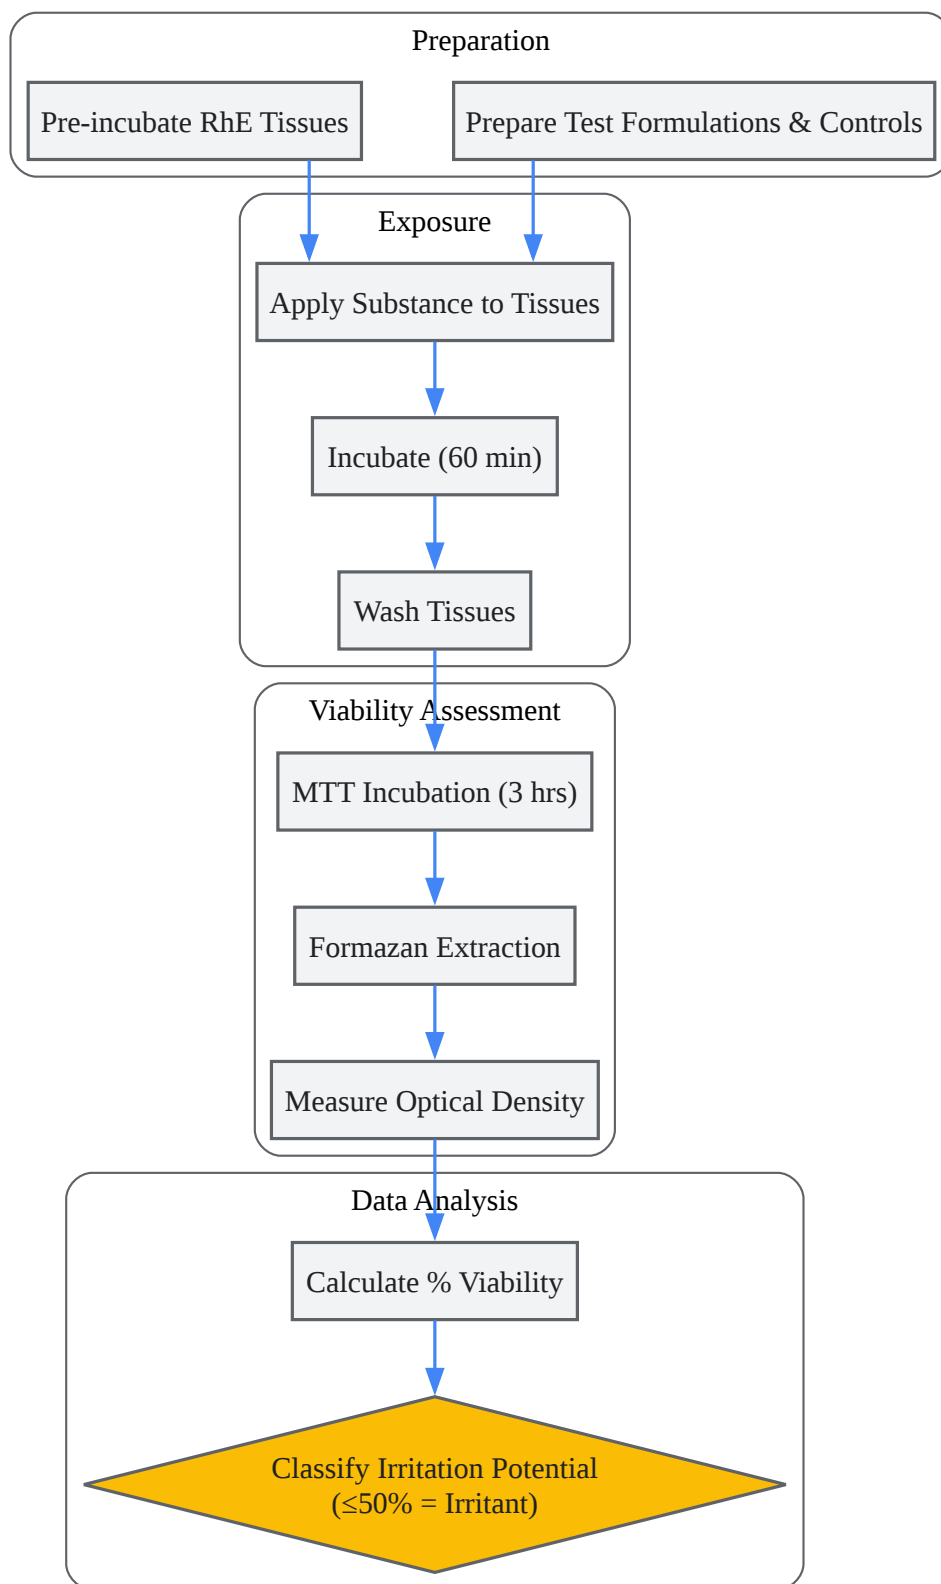 Preparation
Pre-incubate RhE Tissues
Prepare Test Formulations & Controls
Exposure
Apply Substance to Tissues
Incubate (60 min)
Wash Tissues
Viability Assessment
MTT Incubation (3 hrs)
Formazan Extraction
Measure Optical Density
Data Analysis
Calculate % Viability
Classify Irritation Potential
(≤50% = Irritant)